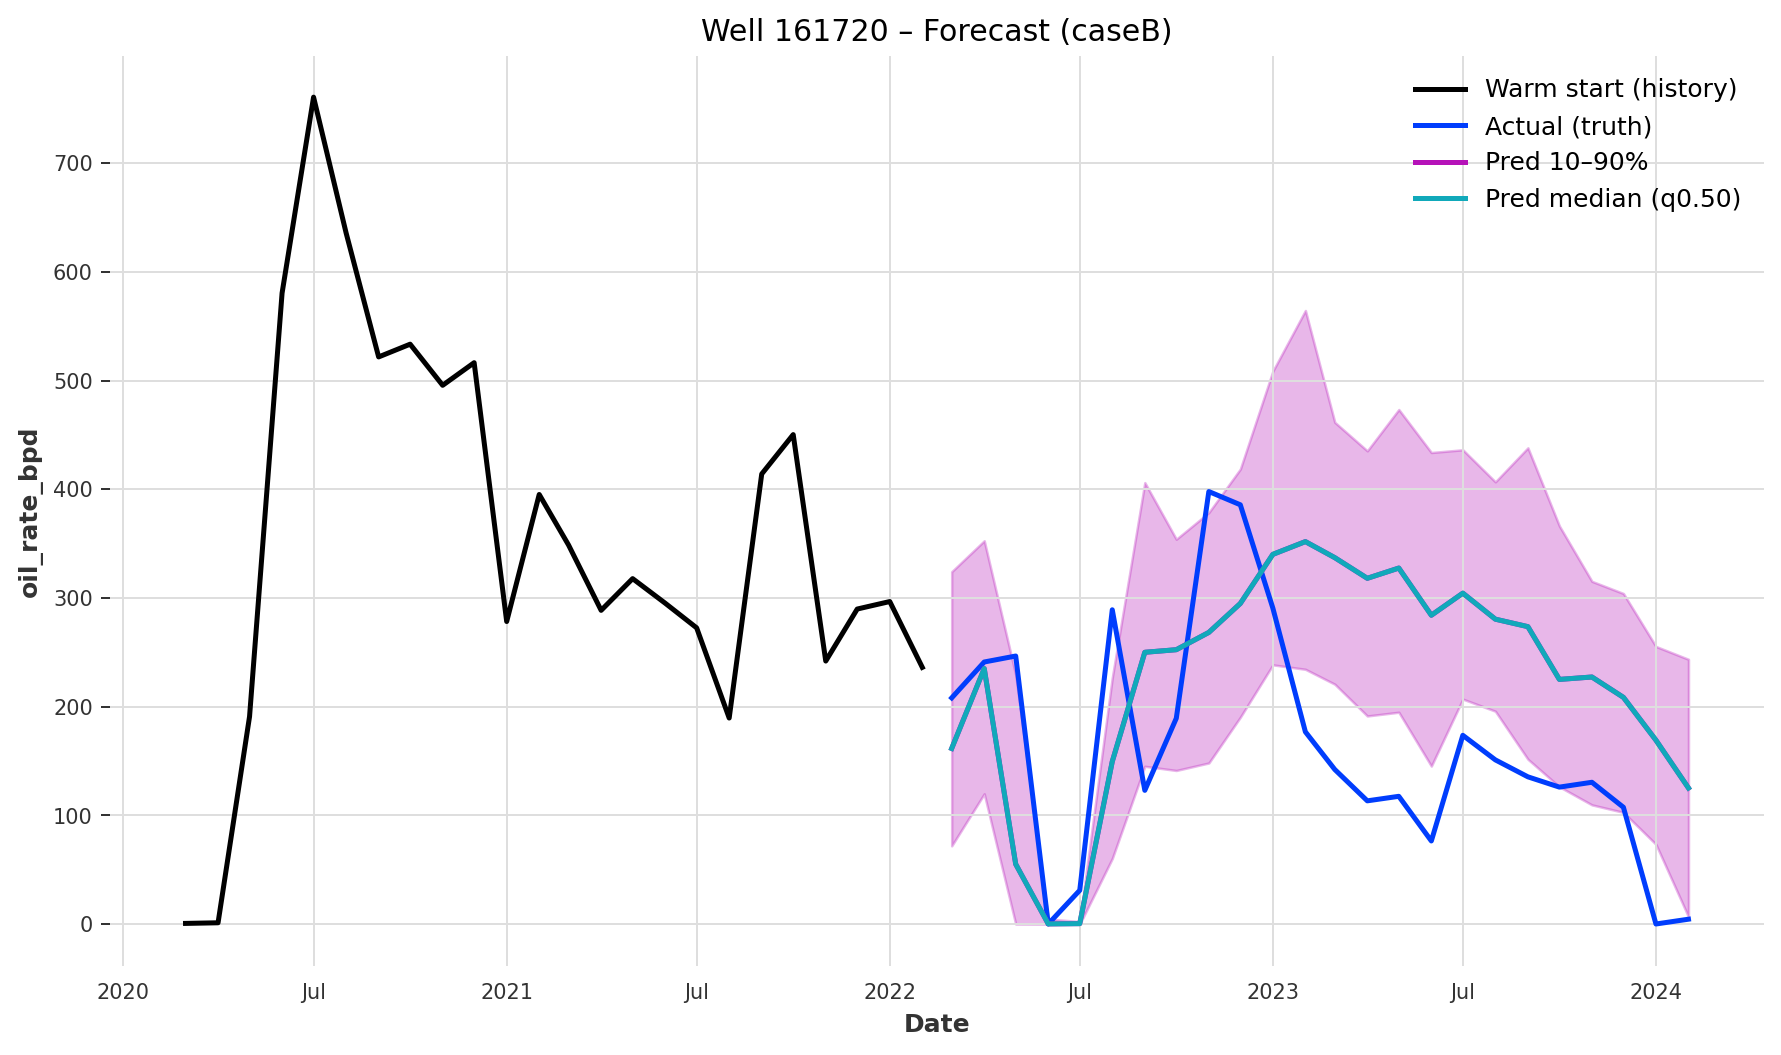 Well 161720 – Forecast (caseB)
Warm start (history)
Actual (truth)
Pred 10–90%
Pred median (q0.50)
oil_rate_bpd
700
600
500
400
300
200
100
0
2020
Jul
2021
Jul
2022
Jul
2023
Jul
2024
Date